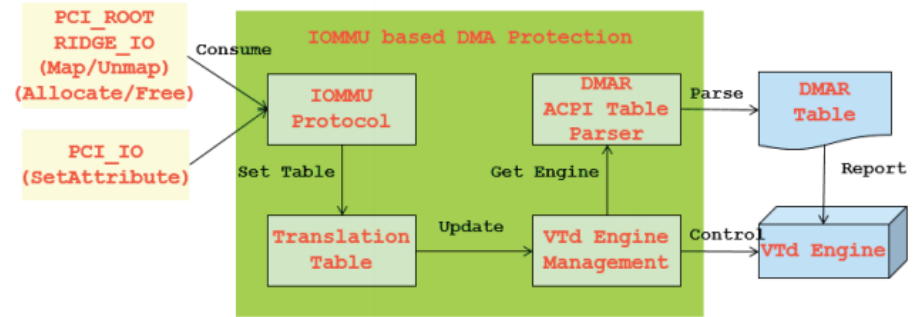 PCI_ROOT
RIDGE_IO
(Map/Unmap)
(Allocate/Free)
Consume
PCI_IO
(SetAttribute)
IOMMU based DMA Protection
IOMMU
Protocol
DMAR
ACPI Table
Parser
Parse
DMAR
Table
Set Table
Get Engine
Report
Translation
Table
Update
VTd Engine
Management
Control
VTd Engine